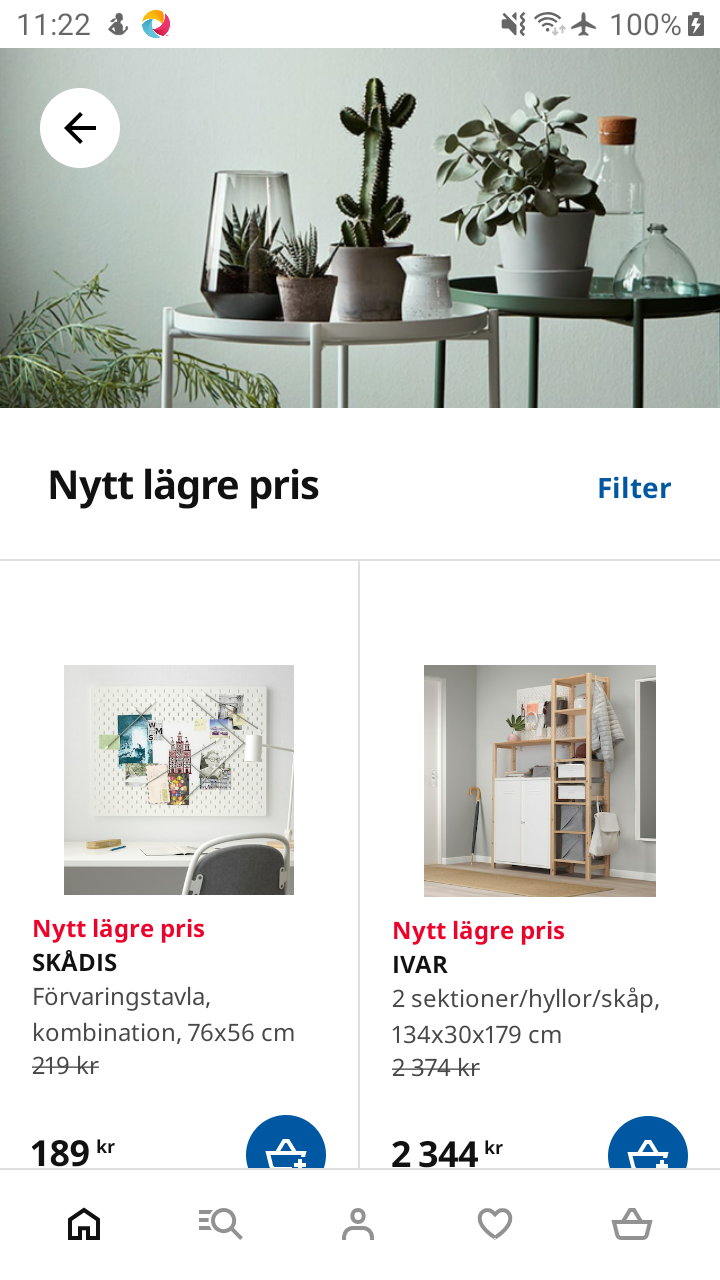 11:22
100%
Nytt lägre pris
Filter
Nytt lägre pris
SKÅDIS
Förvaringstavla,
kombination, 76x56 cm
219 kr
189 kr
Nytt lägre pris
IVAR
2 sektioner/hyllor/skåp,
134x30x179 cm
2 374 kr
2 344 kr